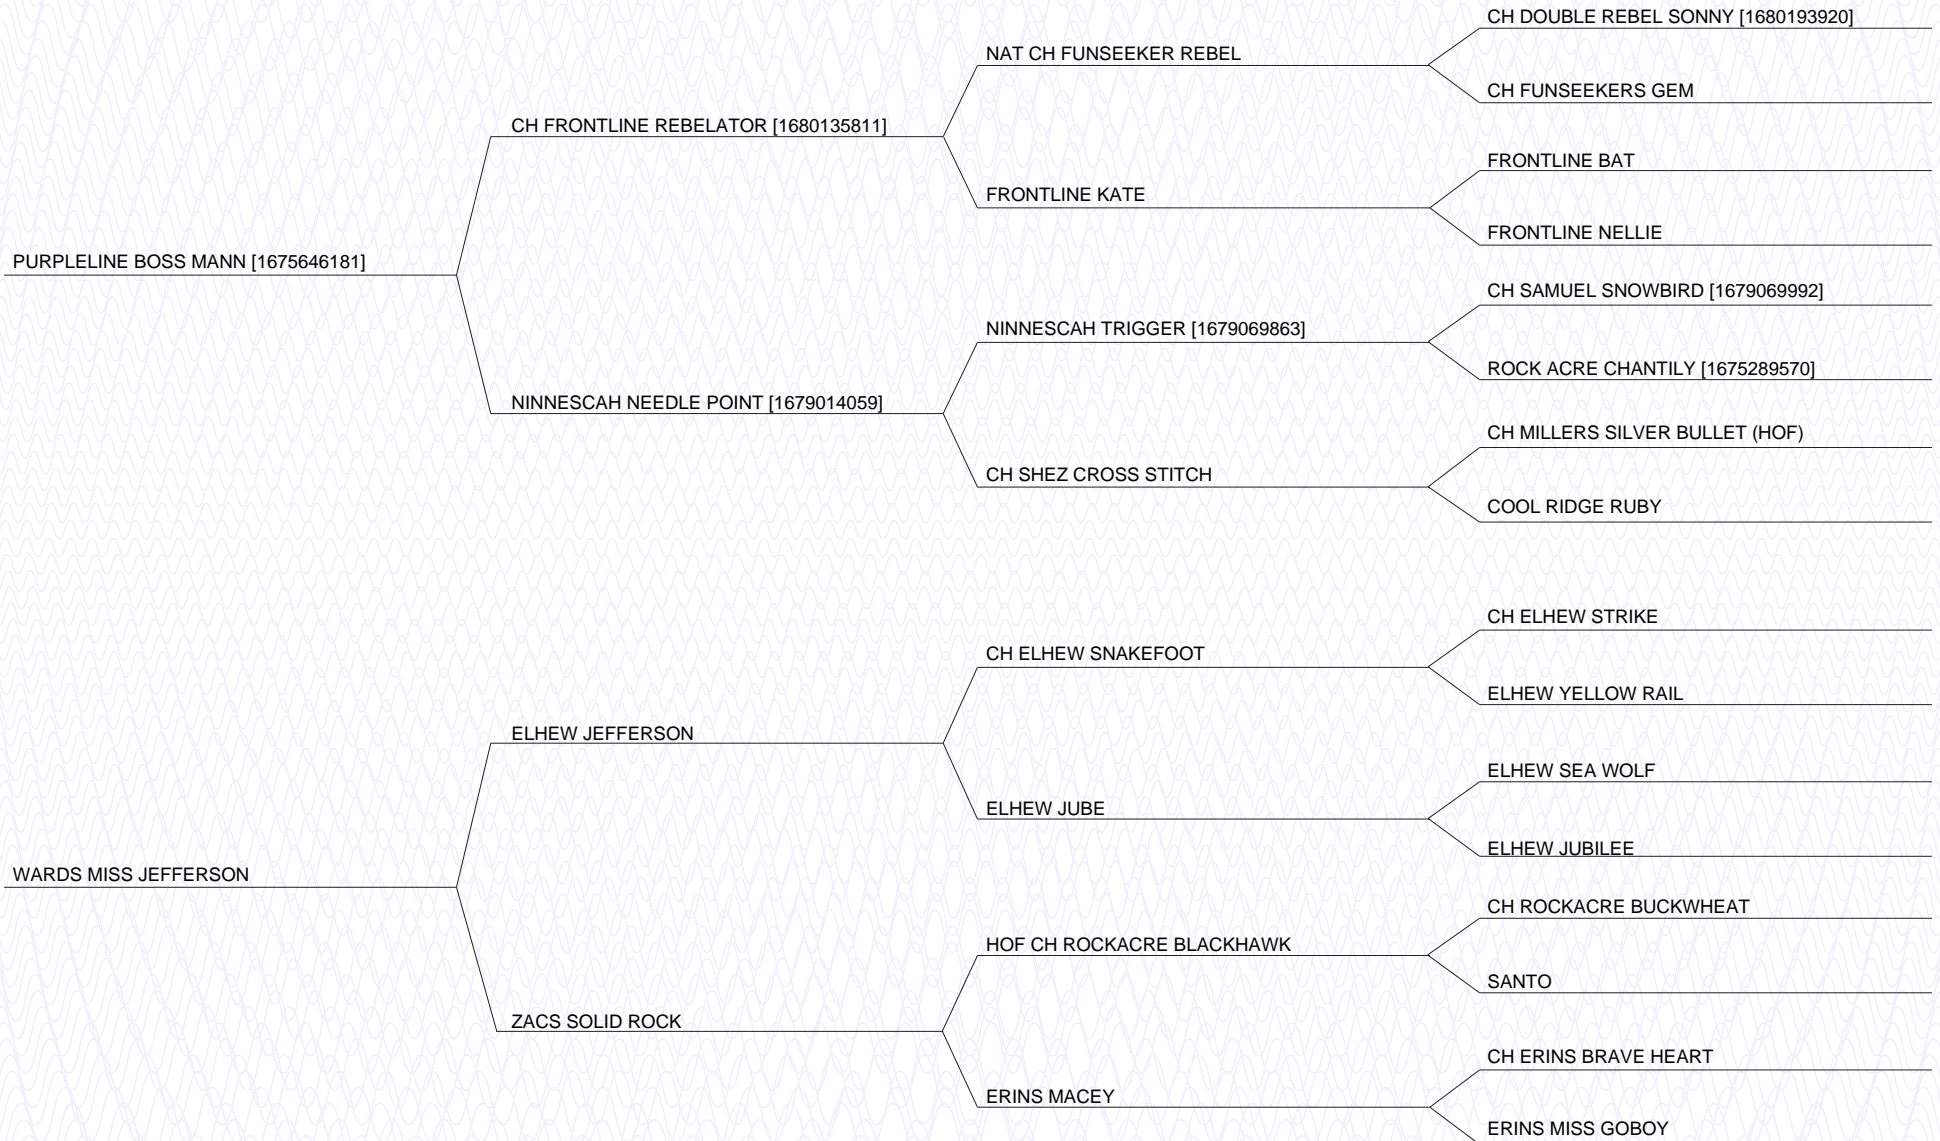 PURPLELINE BOSS MANN [1675646181]
CH FRONTLINE REBELATOR [1680135811]
NAT CH FUNSEEKER REBEL
CH DOUBLE REBEL SONNY [1680193920]
CH FUNSEEKERS GEM
FRONTLINE KATE
FRONTLINE BAT
FRONTLINE NELLIE
NINNESCAH NEEDLE POINT [1679014059]
NINNESCAH TRIGGER [1679069863]
CH SAMUEL SNOWBIRD [1679069992]
ROCK ACRE CHANTILY [1675289570]
CH SHEZ CROSS STITCH
CH MILLERS SILVER BULLET (HOF)
COOL RIDGE RUBY
WARDS MISS JEFFERSON
ELHEW JEFFERSON
CH ELHEW SNAKEFOOT
CH ELHEW STRIKE
ELHEW YELLOW RAIL
ELHEW JUBE
ELHEW SEA WOLF
ELHEW JUBILEE
ZACS SOLID ROCK
HOF CH ROCKACRE BLACKHAWK
CH ROCKACRE BUCKWHEAT
SANTO
ERINS MACEY
CH ERINS BRAVE HEART
ERINS MISS GOBOY